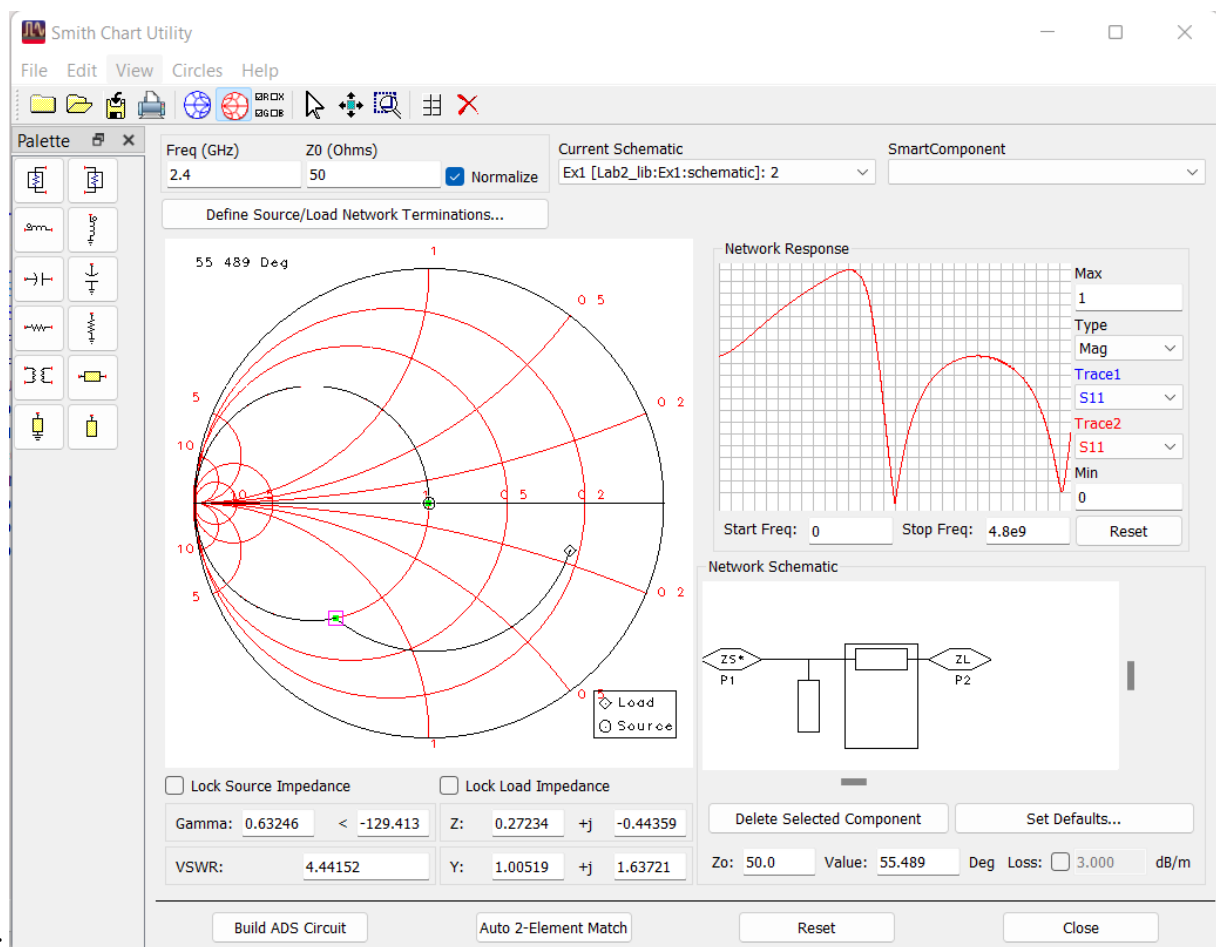 Smith Chart Utility
File Edit View Circles Help
Palette
Freq (GHz) Z0 (Ohms)
2.4 50 Normalize
Current Schematic
Ex1 [Lab2_lib:Ex1:schematic]: 2
SmartComponent
Define Source/Load Network Terminations...
55 489 Deg
1
0 5
0 2
5
10
1
0 5
0 2
10
5
0 2
0 5
1
Load
Source
Network Response
Max
1
Type
Mag
Trace1
S11
Trace2
S11
Min
0
Start Freq: 0 Stop Freq: 4.8e9 Reset
Network Schematic
ZS* ZL
P1 P2
Lock Source Impedance Lock Load Impedance
Gamma: 0.63246 < -129.413 Z: 0.27234 +j -0.44359
VSWR: 4.44152 Y: 1.00519 +j 1.63721
Delete Selected Component Set Defaults...
Zo: 50.0 Value: 55.489 Deg Loss: 3.000 dB/m
Build ADS Circuit Auto 2-Element Match Reset Close